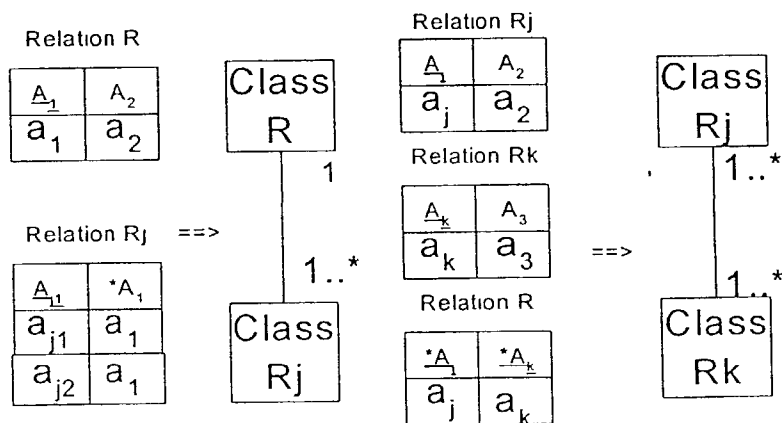 Relation R
A1 A2
a1 a2
Class
R
1
Relation Rj
==>
Aj1 *A1
aj1 a1
aj2 a1
1..*
Class
Rj
Relation Rj
Aj A2
aj a2
Relation Rk
Ak A3
ak a3
==>
Relation R
*Aj *Ak
aj ak
Class
Rj
1..*
1..*
Class
Rk